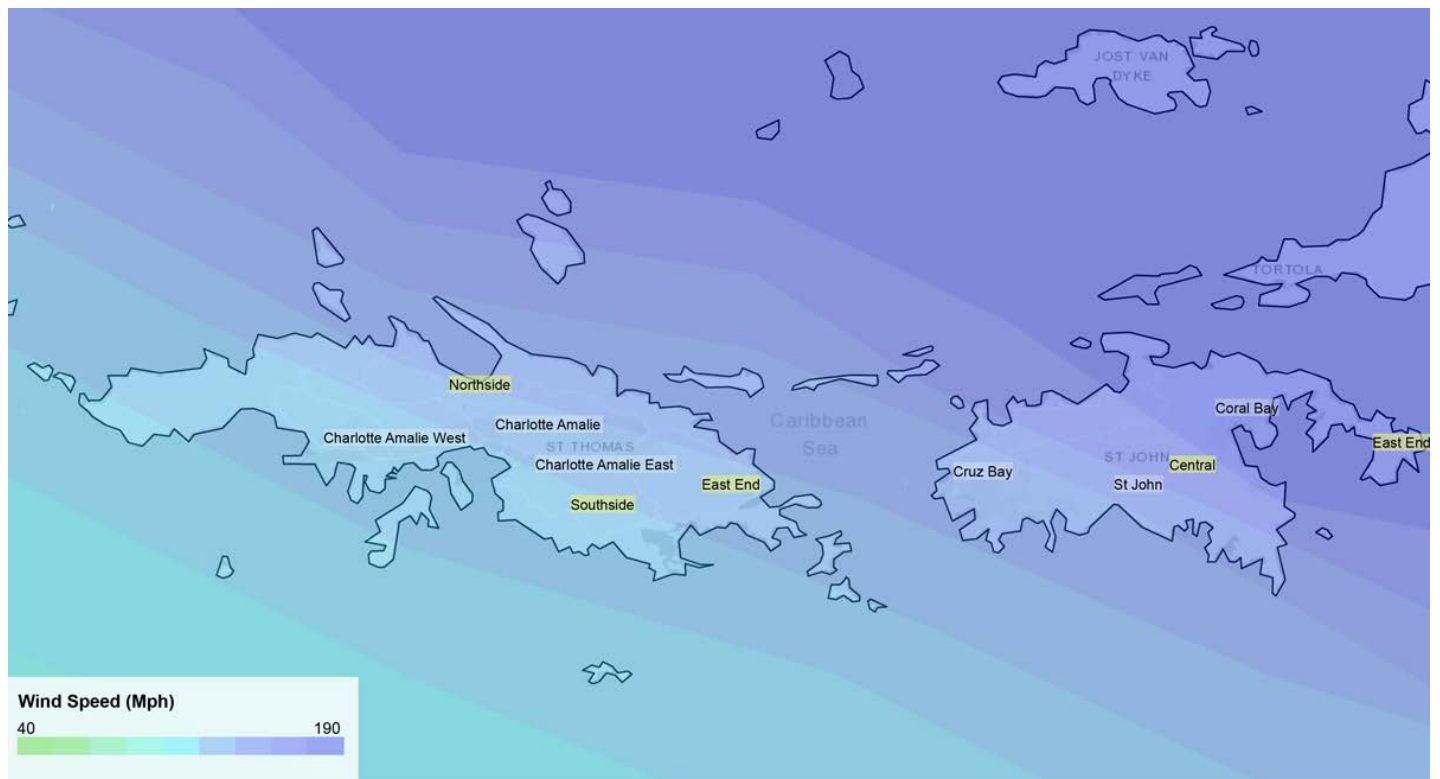 JOST VAN
DYKE
TORTOLA
Northside
Caribbean
Sea
Coral Bay
Charlotte Amalie
Charlotte Amalie West
ST THOMAS
East End
ST JOHN
Charlotte Amalie East
Central
Cruz Bay
East End
St John
Southside
Wind Speed (Mph)
40 190